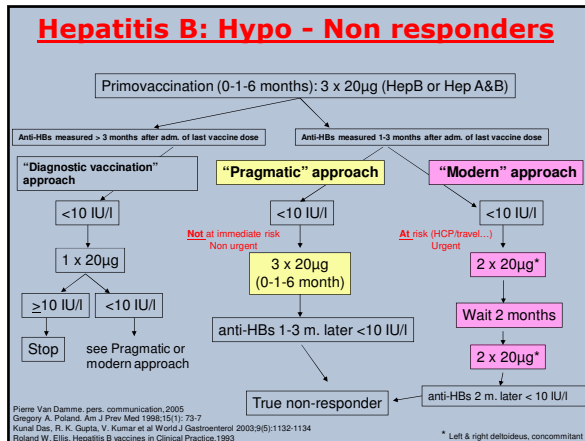 Hepatitis B: Hypo - Non responders
Primovaccination (0-1-6 months): 3 x 20µg (HepB or Hep A&B)
Anti-HBs measured > 3 months after adm. of last vaccine dose
Anti-HBs measured 1-3 months after adm. of last vaccine dose
“Diagnostic vaccination”
approach
“Pragmatic” approach
“Modern” approach
<10 IU/l
<10 IU/l
<10 IU/l
Not at immediate risk
Non urgent
At risk (HCP/travel...)
Urgent
1 x 20µg
3 x 20µg
(0-1-6 month)
2 x 20µg*
≥10 IU/l
<10 IU/l
Wait 2 months
anti-HBs 1-3 m. later <10 IU/l
Stop
see Pragmatic or
modern approach
2 x 20µg*
True non-responder
anti-HBs 2 m. later < 10 IU/l
Pierre Van Damme. pers. communication,2005
Gregory A. Poland. Am J Prev Med 1998;15(1): 73-7
Kunal Das, R. K. Gupta, V. Kumar et al World J Gastroenterol 2003;9(5):1132-1134
Roland W. Ellis. Hepatitis B vaccines in Clinical Practice.1993
* Left & right deltoideus, concommitant